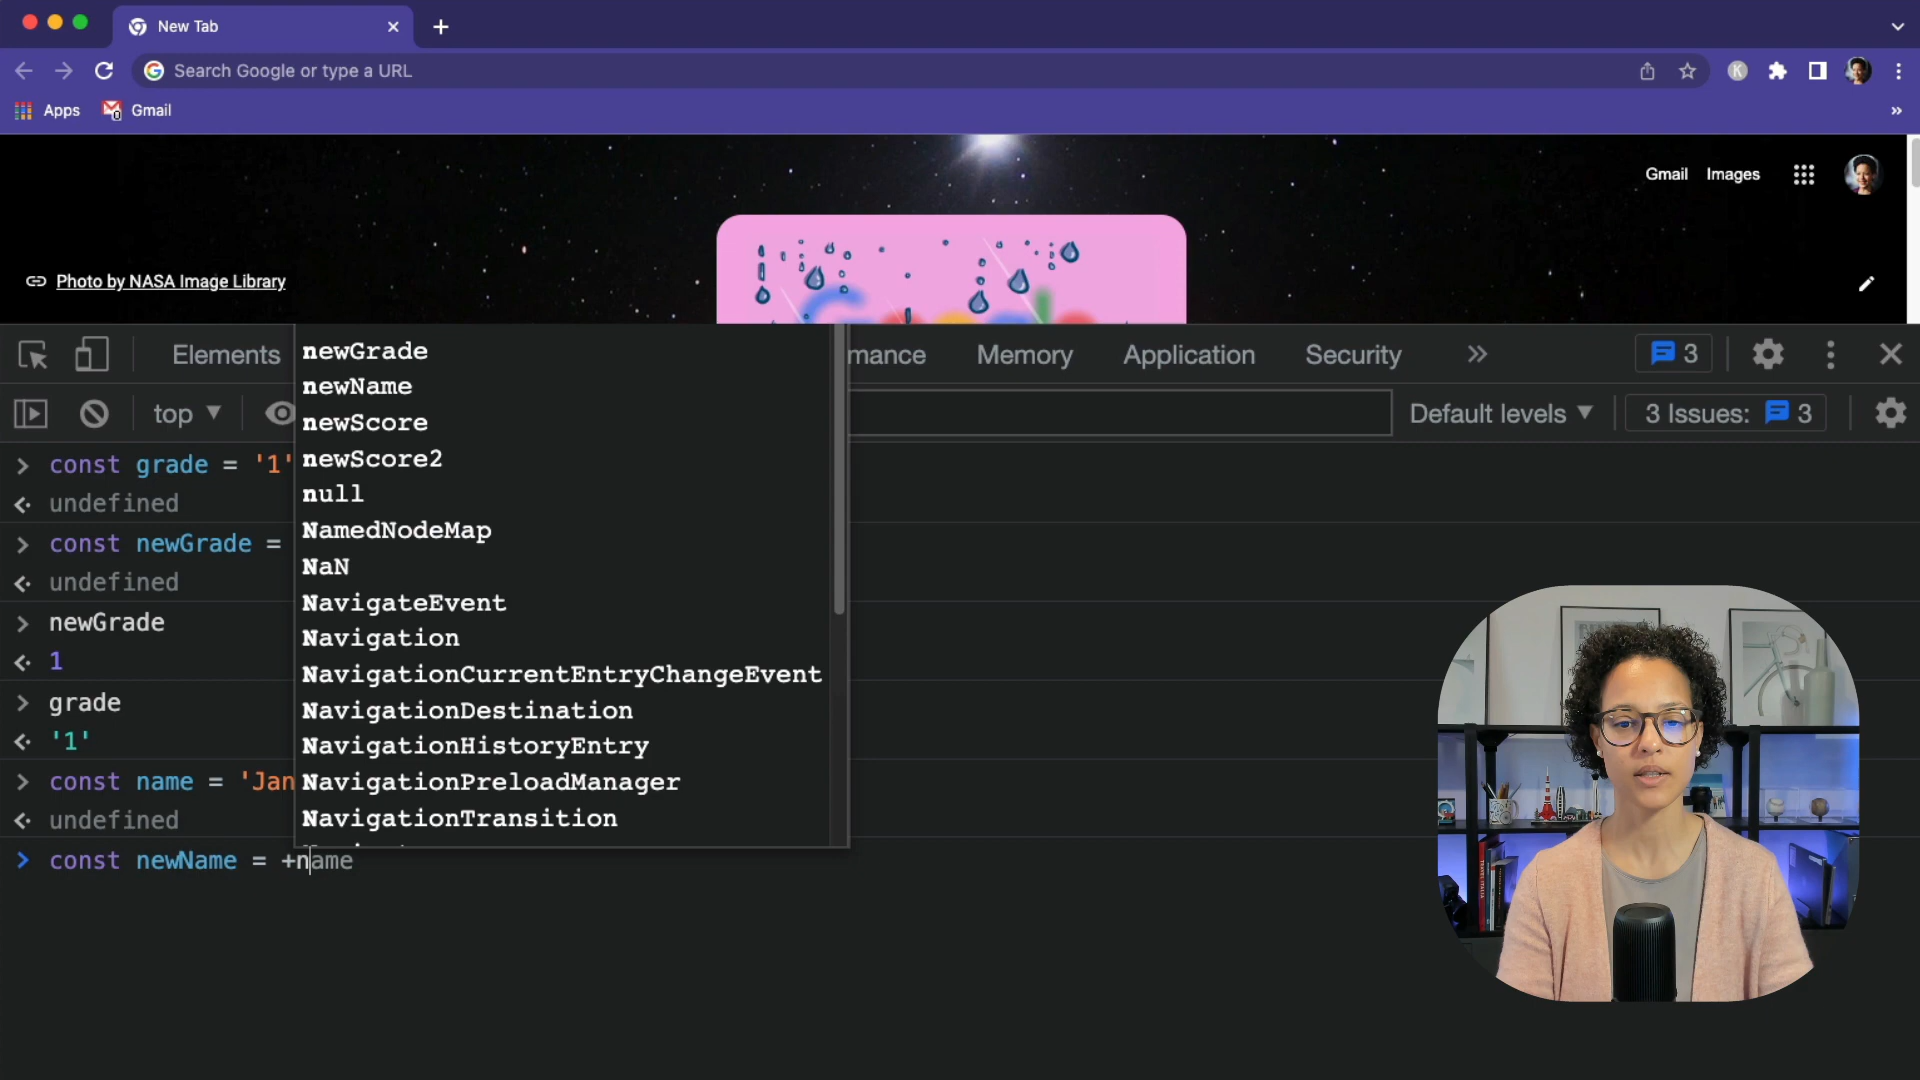 New Tab
Search Google or type a URL
K
Apps
0
Gmail
Gmail
Images
Photo by NASA Image Library
Elements
mance
Memory
Application
Security
3
top
Default levels
3 Issues:
3
newGrade
newName
newScore
newScore2
null
NamedNodeMap
NaN
NavigateEvent
Navigation
NavigationCurrentEntryChangeEvent
NavigationDestination
NavigationHistoryEntry
NavigationPreloadManager
NavigationTransition
> const grade = '1'
undefined
> const newGrade =
undefined
> newGrade
1
> grade
'1'
> const name = 'Jan
undefined
> const newName = +name